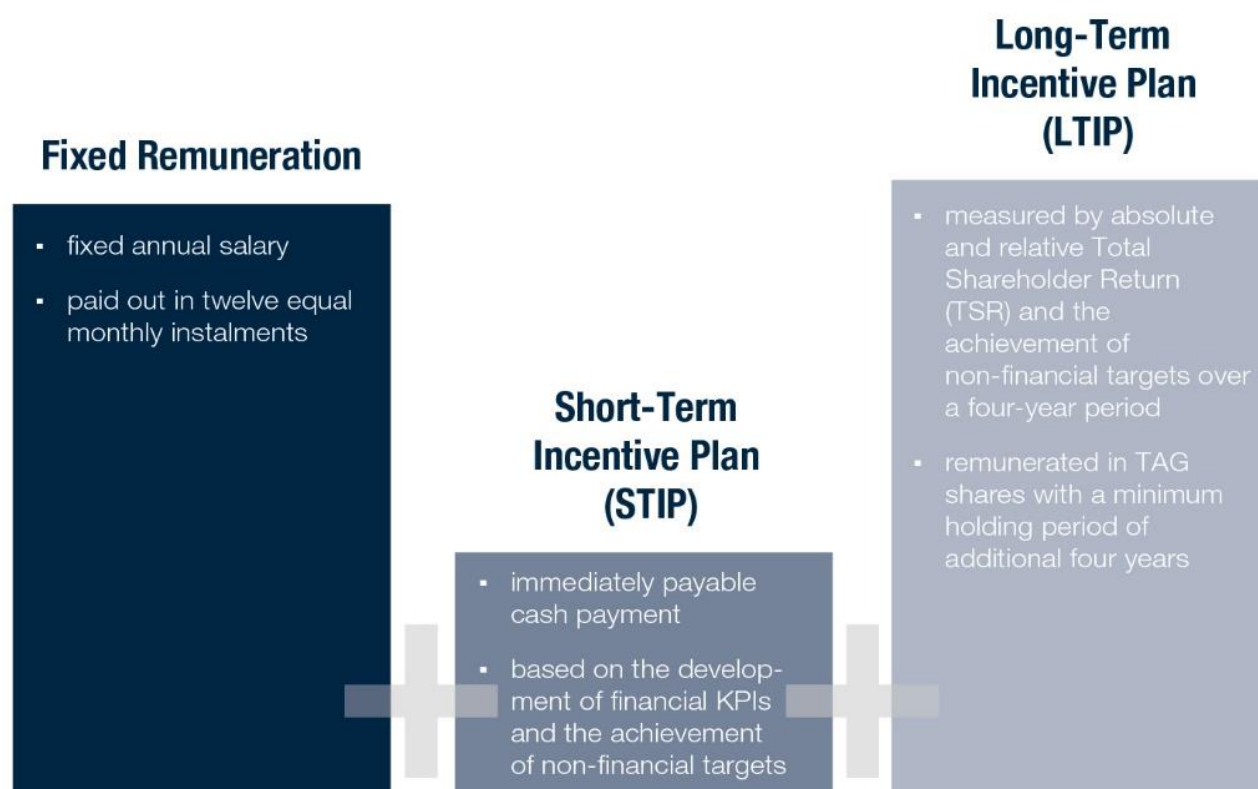 Fixed Remuneration
▪ fixed annual salary
▪ paid out in twelve equal
monthly instalments
Short-Term
Incentive Plan
(STIP)
▪ immediately payable
cash payment
▪ based on the develop-
ment of financial KPIs
and the achievement
of non-financial targets
Long-Term
Incentive Plan
(LTIP)
▪ measured by absolute
and relative Total
Shareholder Return
(TSR) and the
achievement of
non-financial targets over
a four-year period
▪ remunerated in TAG
shares with a minimum
holding period of
additional four years